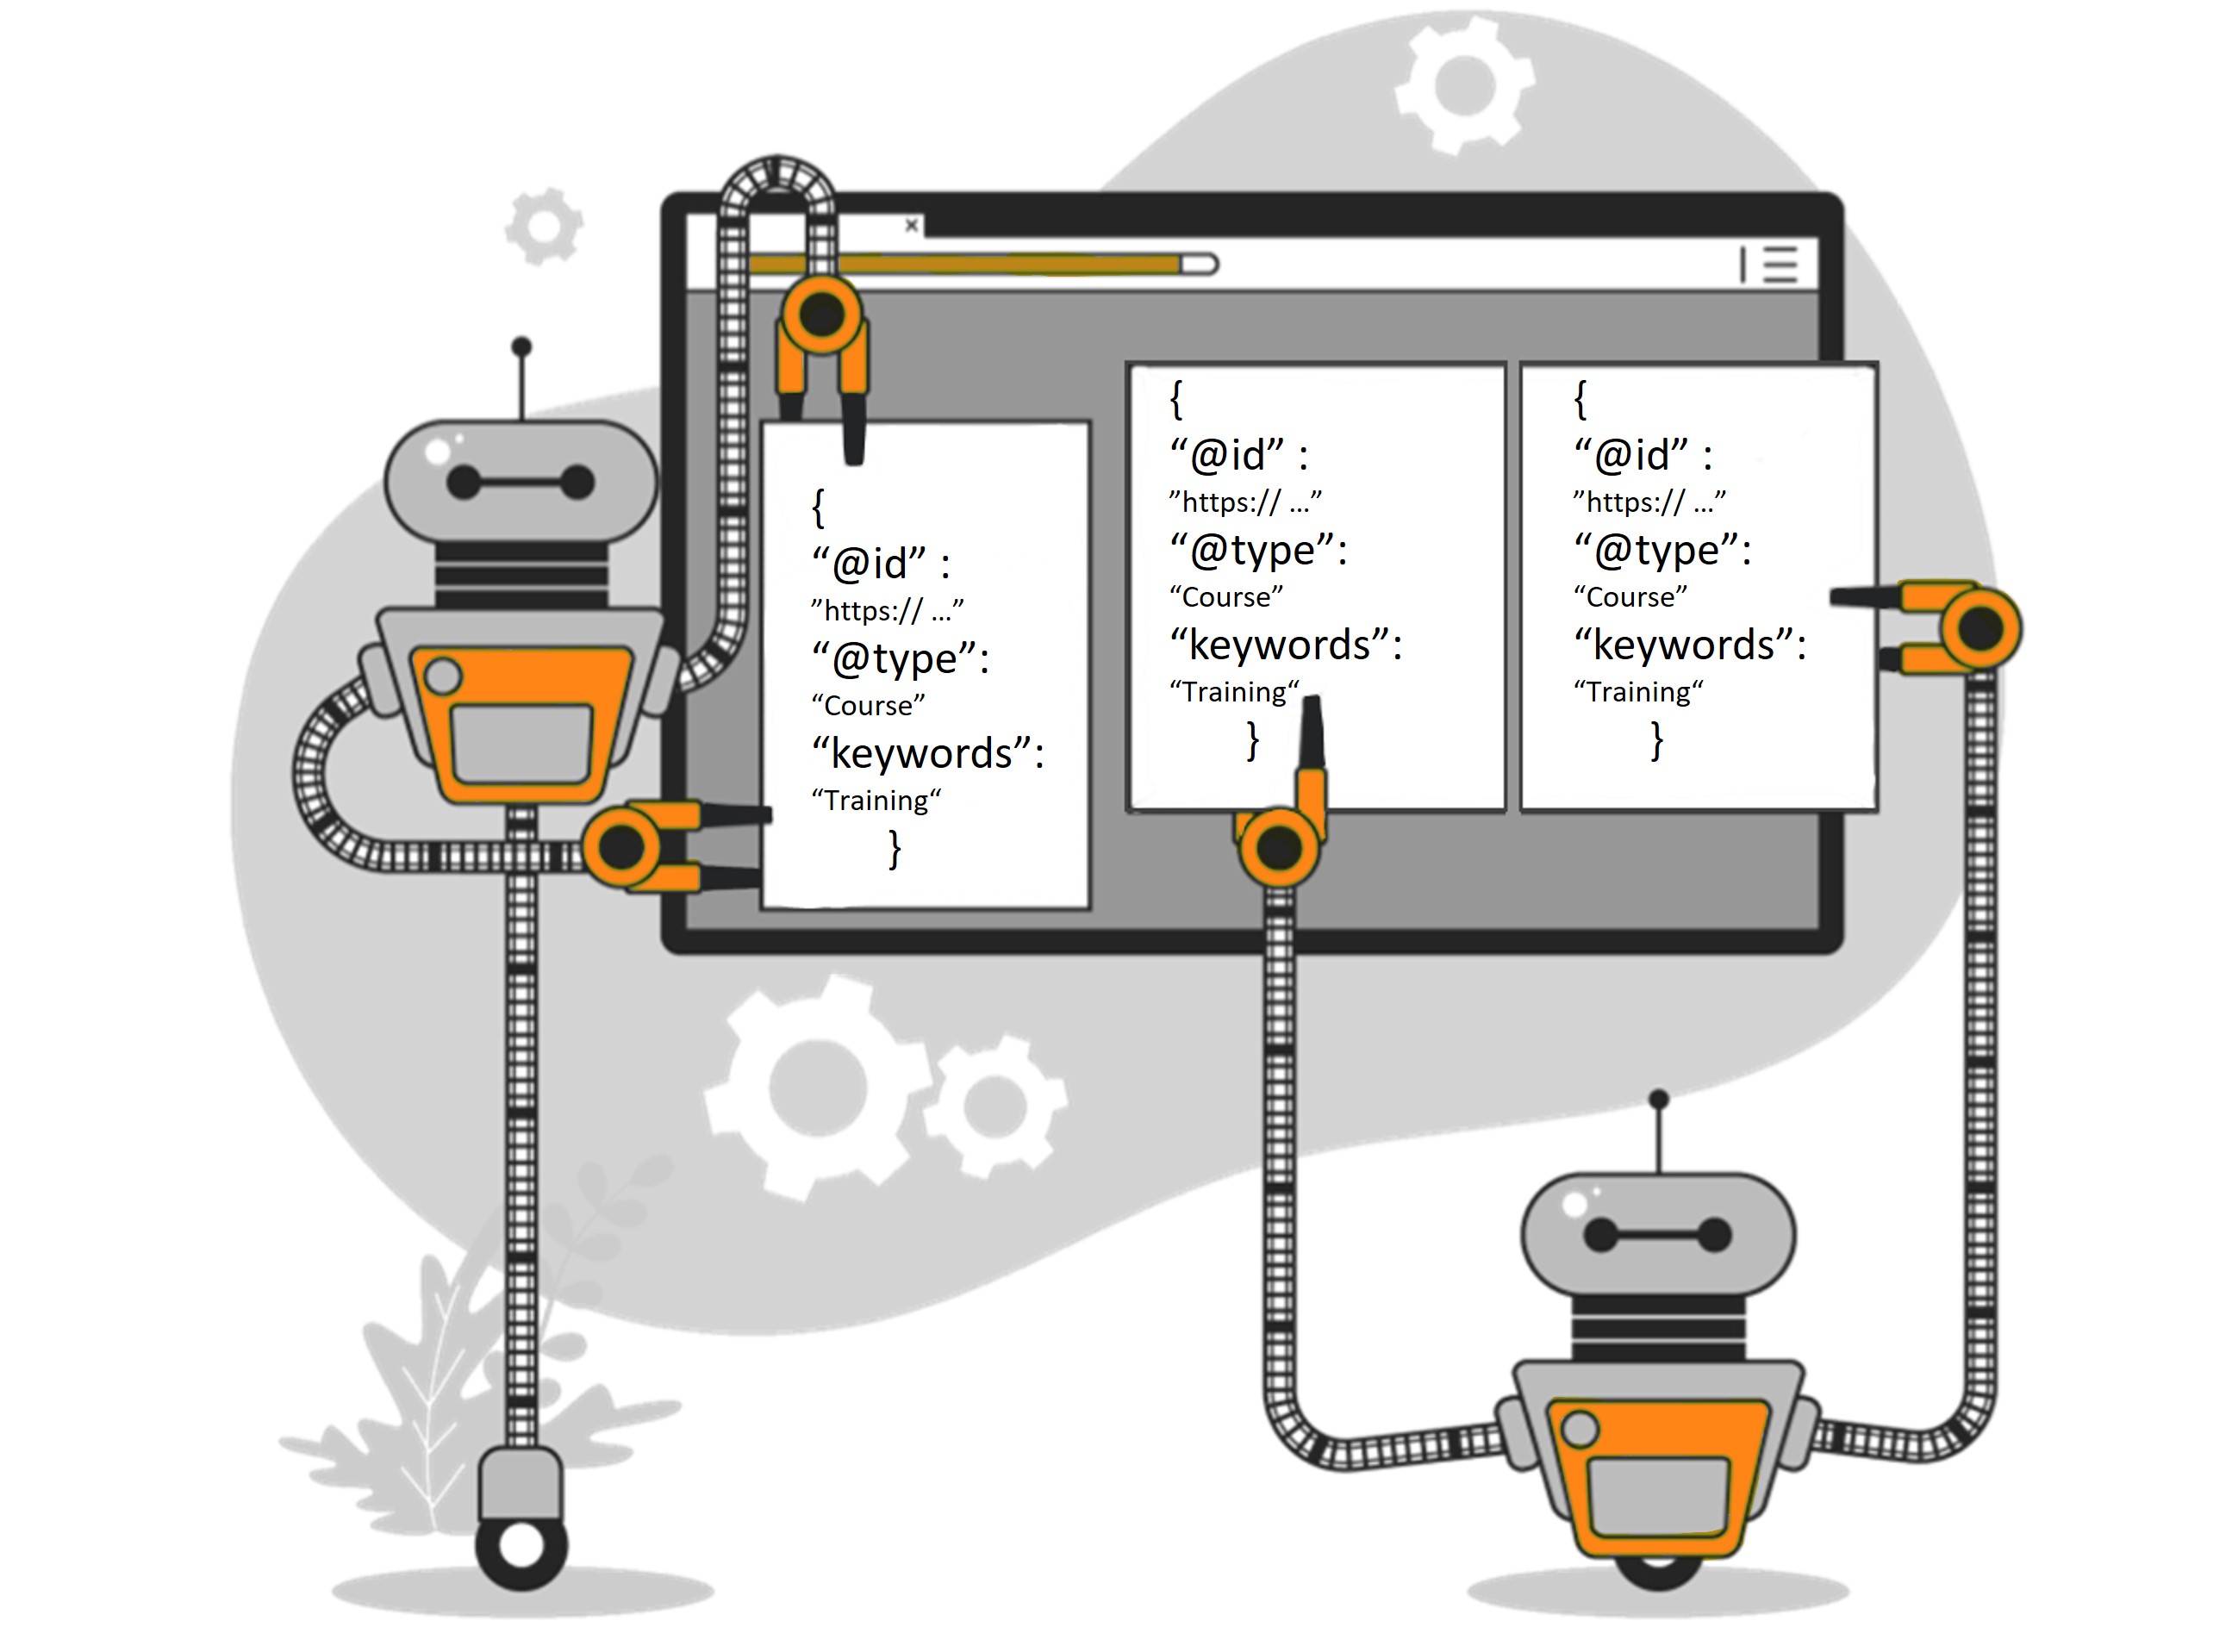 {
“@id” :
”https:// ...”
“@type”:
“Course”
“keywords”:
“Training“
}
{
“@id” :
”https:// ...”
“@type”:
“Course”
“keywords”:
“Training“
}
{
“@id” :
”https:// ...”
“@type”:
“Course”
“keywords”:
“Training“
}